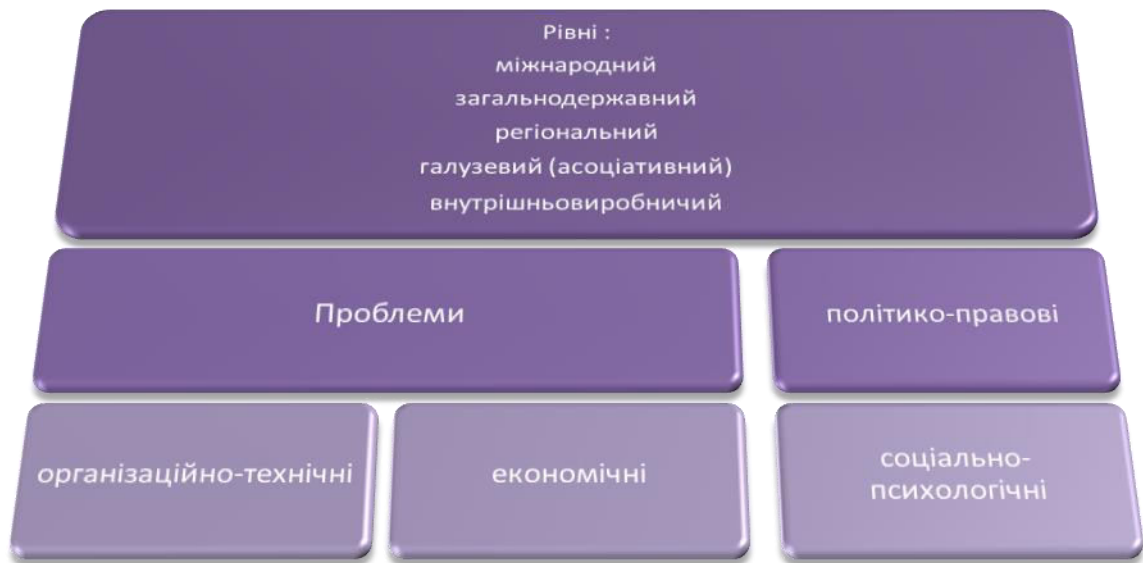 Рівні :
міжнародний
загальнодержавний
регіональний
галузевий (асоціативний)
внутрішньовиробничий
Проблеми
політико-правові
організаційно-технічні
економічні
соціально-
психологічні